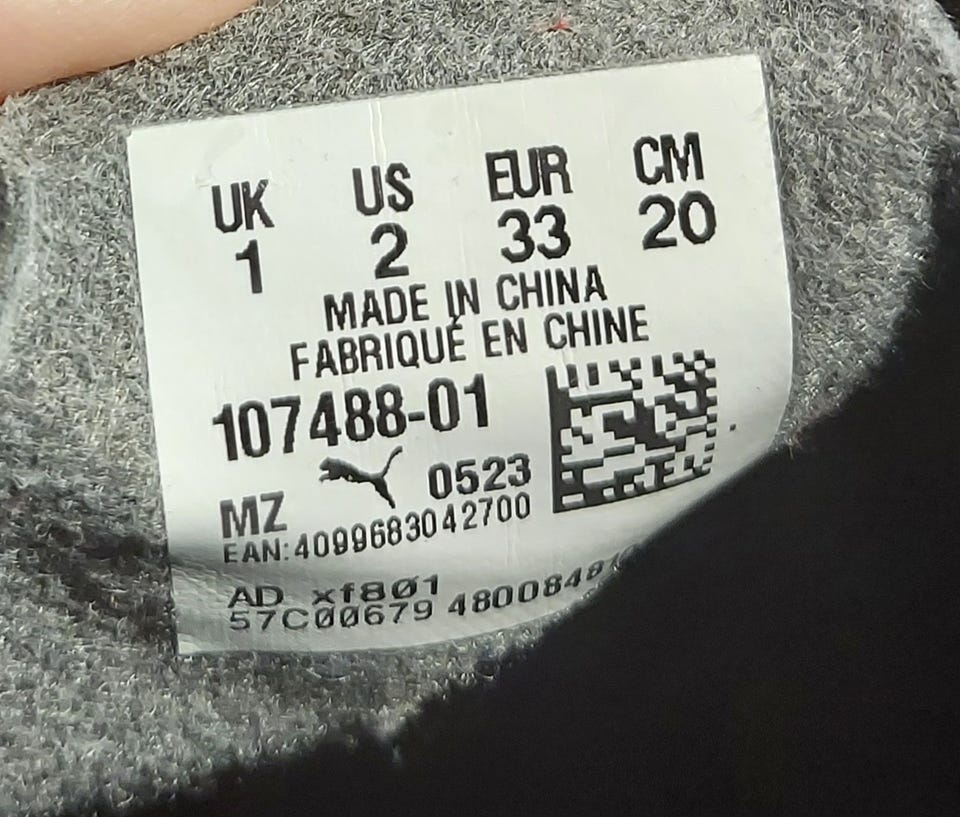 UK US EUR CM
1 2 33 20
MADE IN CHINA
FABRIQUÉ EN CHINE
107488-01
MZ 0523
EAN:4099683042700
AD xf801
57C00679